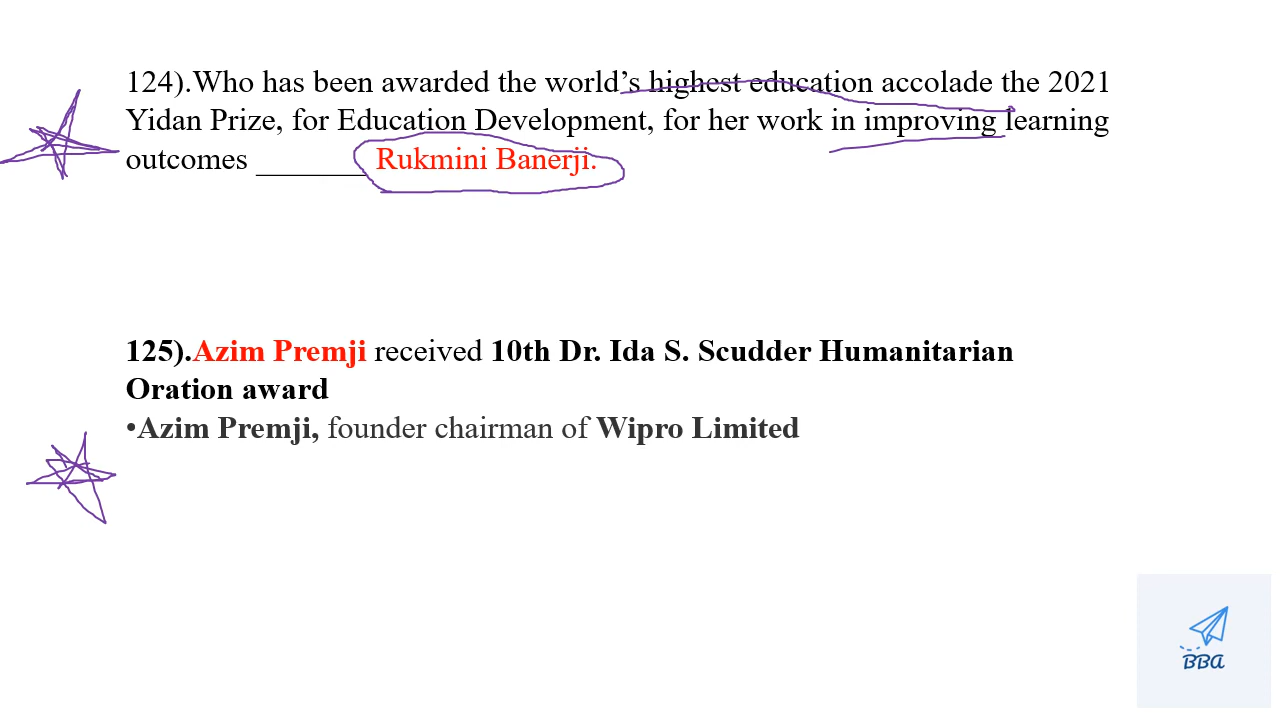 124).Who has been awarded the world’s highest education accolade the 2021
Yidan Prize, for Education Development, for her work in improving learning
outcomes _______ Rukmini Banerji.
125).Azim Premji received 10th Dr. Ida S. Scudder Humanitarian
Oration award
•Azim Premji, founder chairman of Wipro Limited
BBA